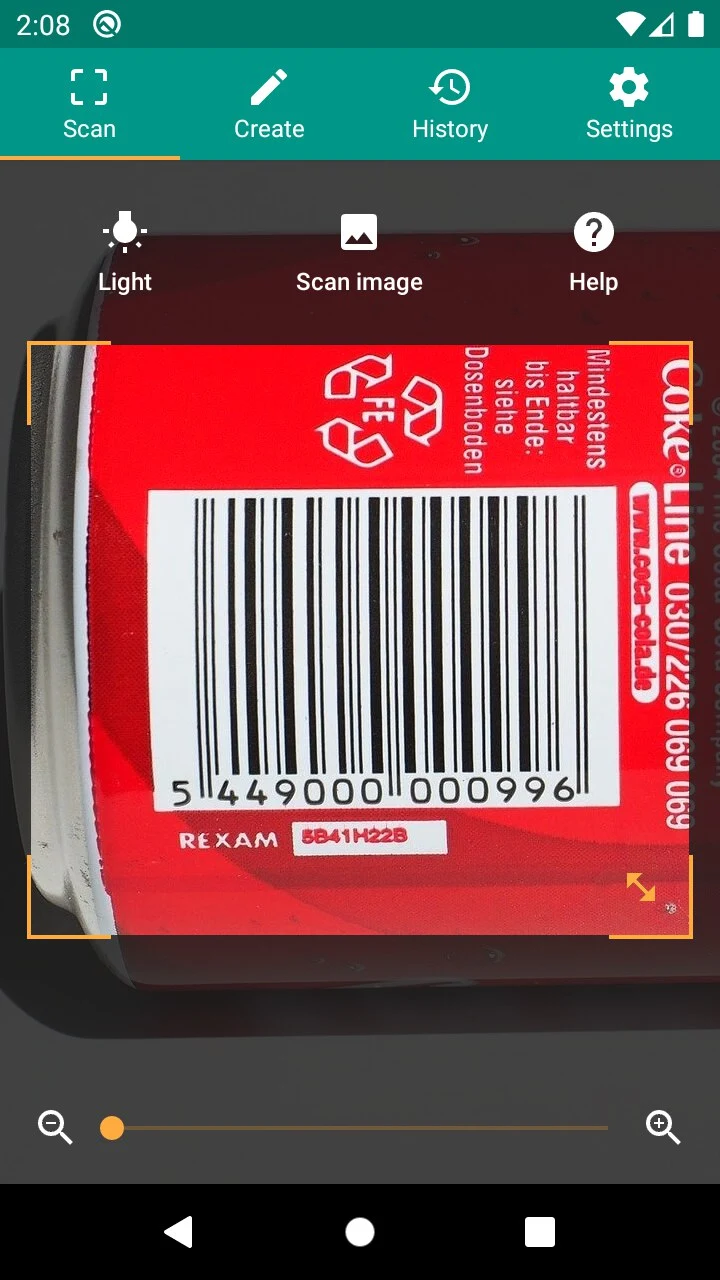 2:08
Scan
Create
History
Settings
Light
Scan image
Help
FE
Mindestens
haltbar
bis Ende:
siehe
Dosenboden
Coke® Line 030/226 069 069
www.coca-cola.de
5 449000 000996
REXAM
5B41H22B